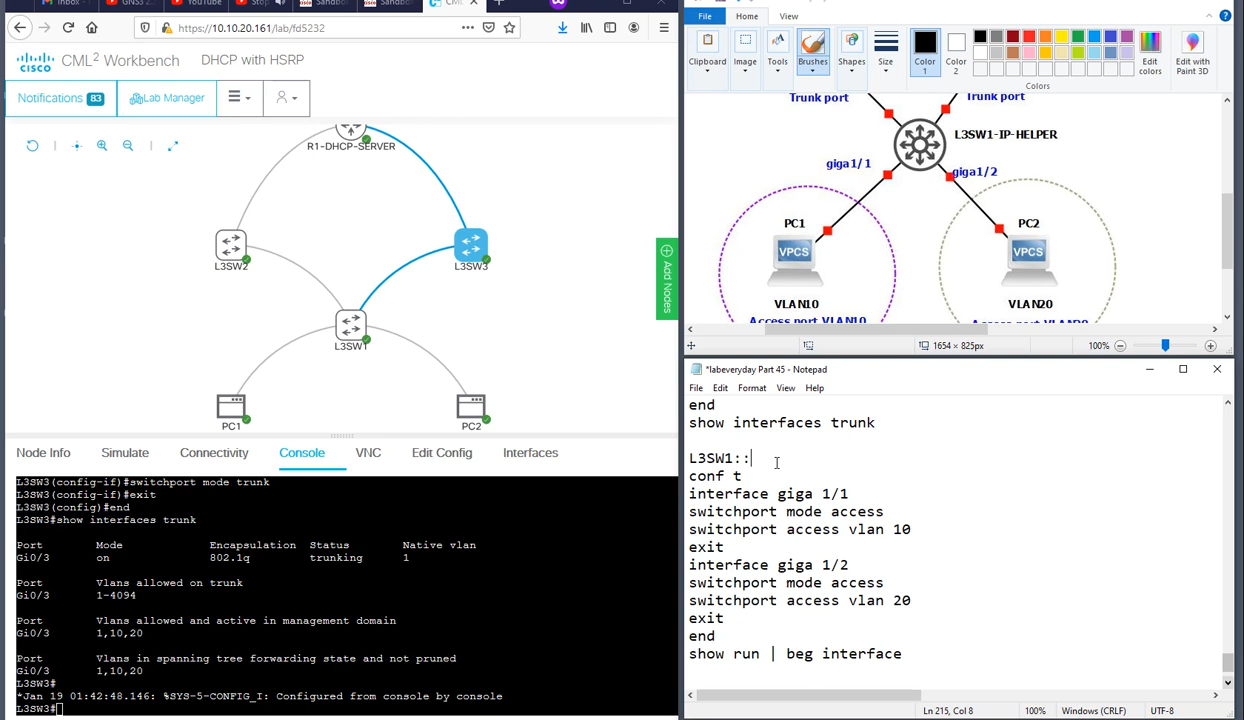 Inbox -
GNS3 2.
YouTube
Stop
Sandbo
Sandbo
CML
https://10.10.20.161/lab/fd5232
CISCO
CML2 Workbench
DHCP with HSRP
Notifications 83
Lab Manager
R1-DHCP-SERVER
L3SW2
L3SW3
L3SW1
PC1
PC2
Add Nodes
Node Info
Simulate
Connectivity
Console
VNC
Edit Config
Interfaces
L3SW3(config-if)#switchport mode trunk
L3SW3(config-if)#exit
L3SW3(config)#end
L3SW3#show interfaces trunk
Port Mode Encapsulation Status Native vlan
Gi0/3 on 802.1q trunking 1
Port Vlans allowed on trunk
Gi0/3 1-4094
Port Vlans allowed and active in management domain
Gi0/3 1,10,20
Port Vlans in spanning tree forwarding state and not pruned
Gi0/3 1,10,20
L3SW3#
*Jan 19 01:42:48.146: %SYS-5-CONFIG_I: Configured from console by console
L3SW3#
File
Home
View
Clipboard
Image
Tools
Brushes
Shapes
Size
Color 1
Color 2
Edit colors
Edit with Paint 3D
Colors
Trunk port
Trunk port
L3SW1-IP-HELPER
giga1/1
giga1/2
PC1
PC2
VPCS
VPCS
VLAN10
VLAN20
Access port VLAN10
1654 × 825px
100%
*labeveryday Part 45 - Notepad
File Edit Format View Help
end
show interfaces trunk
L3SW1::
conf t
interface giga 1/1
switchport mode access
switchport access vlan 10
exit
interface giga 1/2
switchport mode access
switchport access vlan 20
exit
end
show run | beg interface
Ln 215, Col 8
100%
Windows (CRLF)
UTF-8